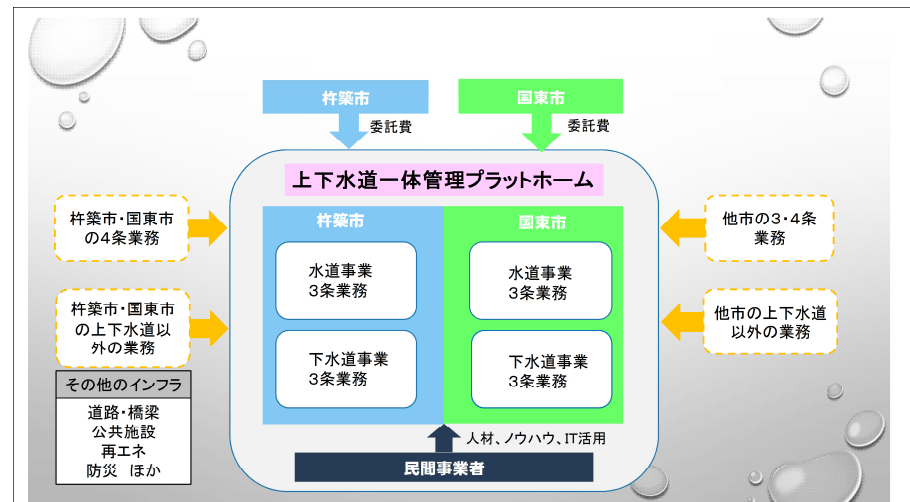 杵築市
国東市
委託費
委託費
上下水道一体管理プラットホーム
杵築市
国東市
水道事業
3条業務
水道事業
3条業務
下水道事業
3条業務
下水道事業
3条業務
杵築市・国東市
の4条業務
杵築市・国東市
の上下水道以
外の業務
その他のインフラ
道路・橋梁
公共施設
再エネ
防災 ほか
他市の3・4条
業務
他市の上下水道
以外の業務
人材、ノウハウ、IT活用
民間事業者